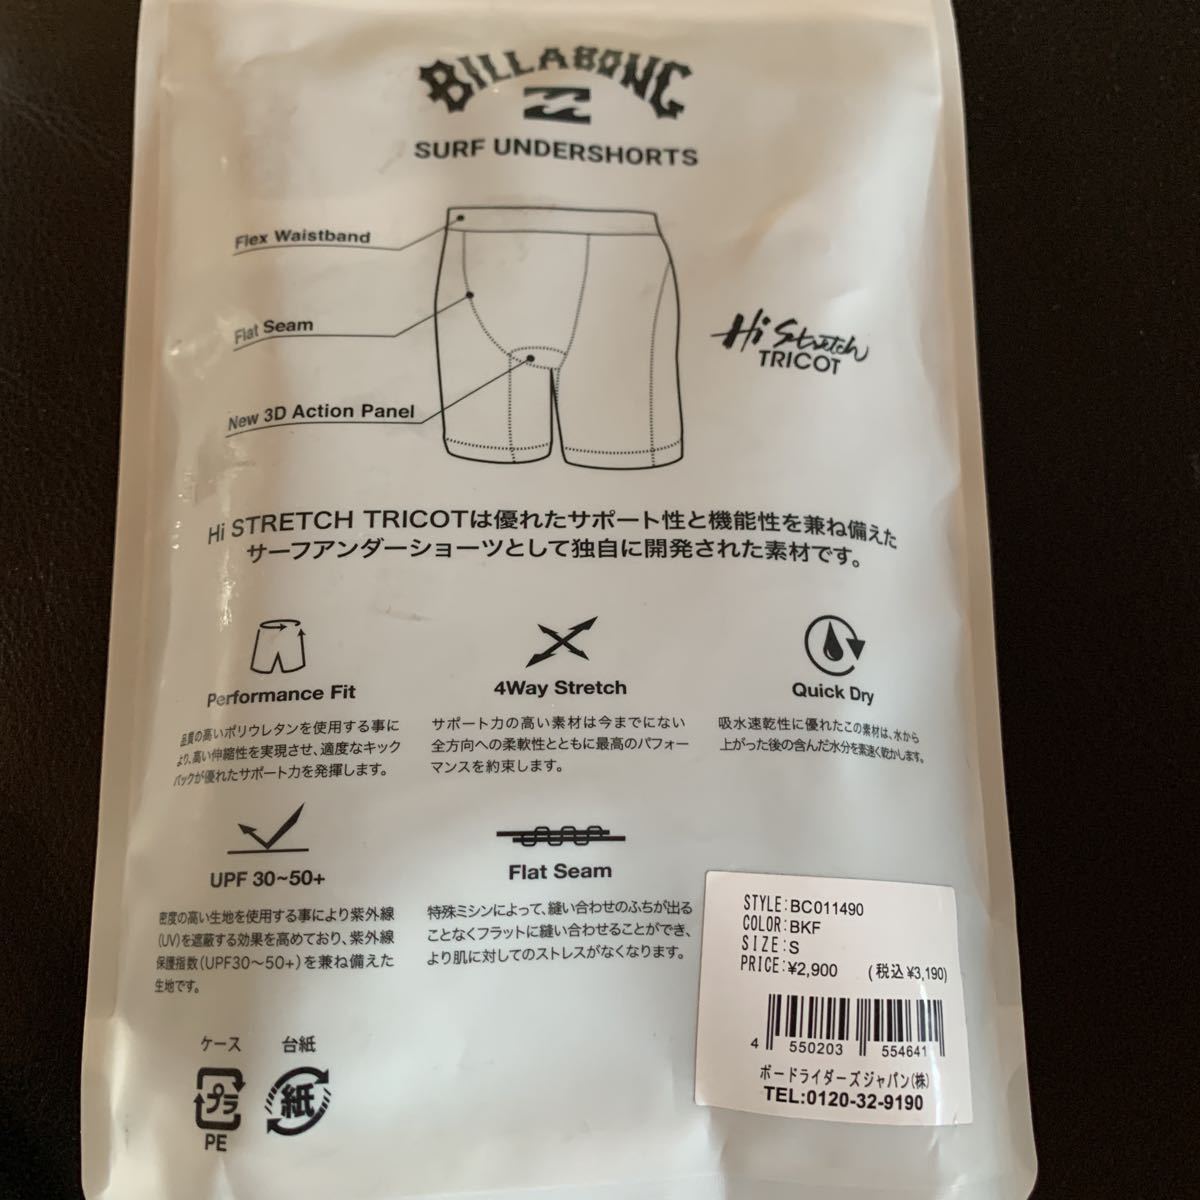 BILLABONG
SURF UNDERSHORTS
Flex Waistband
Flat Seam
New 3D Action Panel
Hi Stretch
TRICOT
Hi STRETCH TRICOTは優れたサポート性と機能性を兼ね備えた
サーフアンダーショーツとして独自に開発された素材です。
Performance Fit
品質の高いポリウレタンを使用する事に
より、高い伸縮性を実現させ、適度なキック
バックが優れたサポート力を発揮します。
4Way Stretch
サポート力の高い素材は今までにない
全方向への柔軟性とともに最高のパフォー
マンスを約束します。
Quick Dry
吸水速乾性に優れたこの素材は、水から
上がった後の含んだ水分を素速く乾かします。
UPF 30~50+
密度の高い生地を使用する事により紫外線
(UV)を遮蔽する効果を高めており、紫外線
保護指数(UPF30〜50+)を兼ね備えた
生地です。
Flat Seam
特殊ミシンによって、縫い合わせのふちが出る
ことなくフラットに縫い合わせることができ、
より肌に対してのストレスがなくなります。
ケース
プラ
PE
台紙
紙
STYLE:BC011490
COLOR:BKF
SIZE:S
PRICE:¥2,900 (税込¥3,190)
4 550203 554641
ボードライダーズジャパン(株)
TEL:0120-32-9190